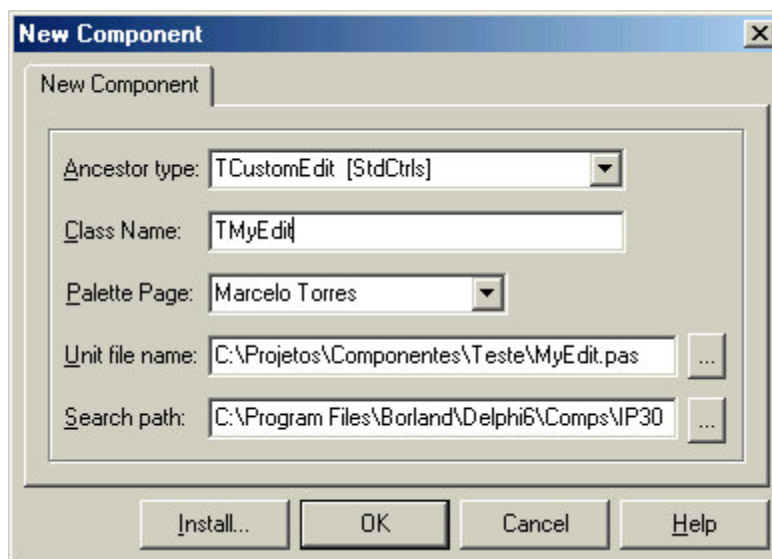 New Component
New Component
Ancestor type: TCustomEdit [StdCtrls]
Class Name: TMyEdit
Palette Page: Marcelo Torres
Unit file name: C:\Projetos\Componentes\Teste\MyEdit.pas ...
Search path: C:\Program Files\Borland\Delphi6\Comps\IP30 ...
Install... OK Cancel Help